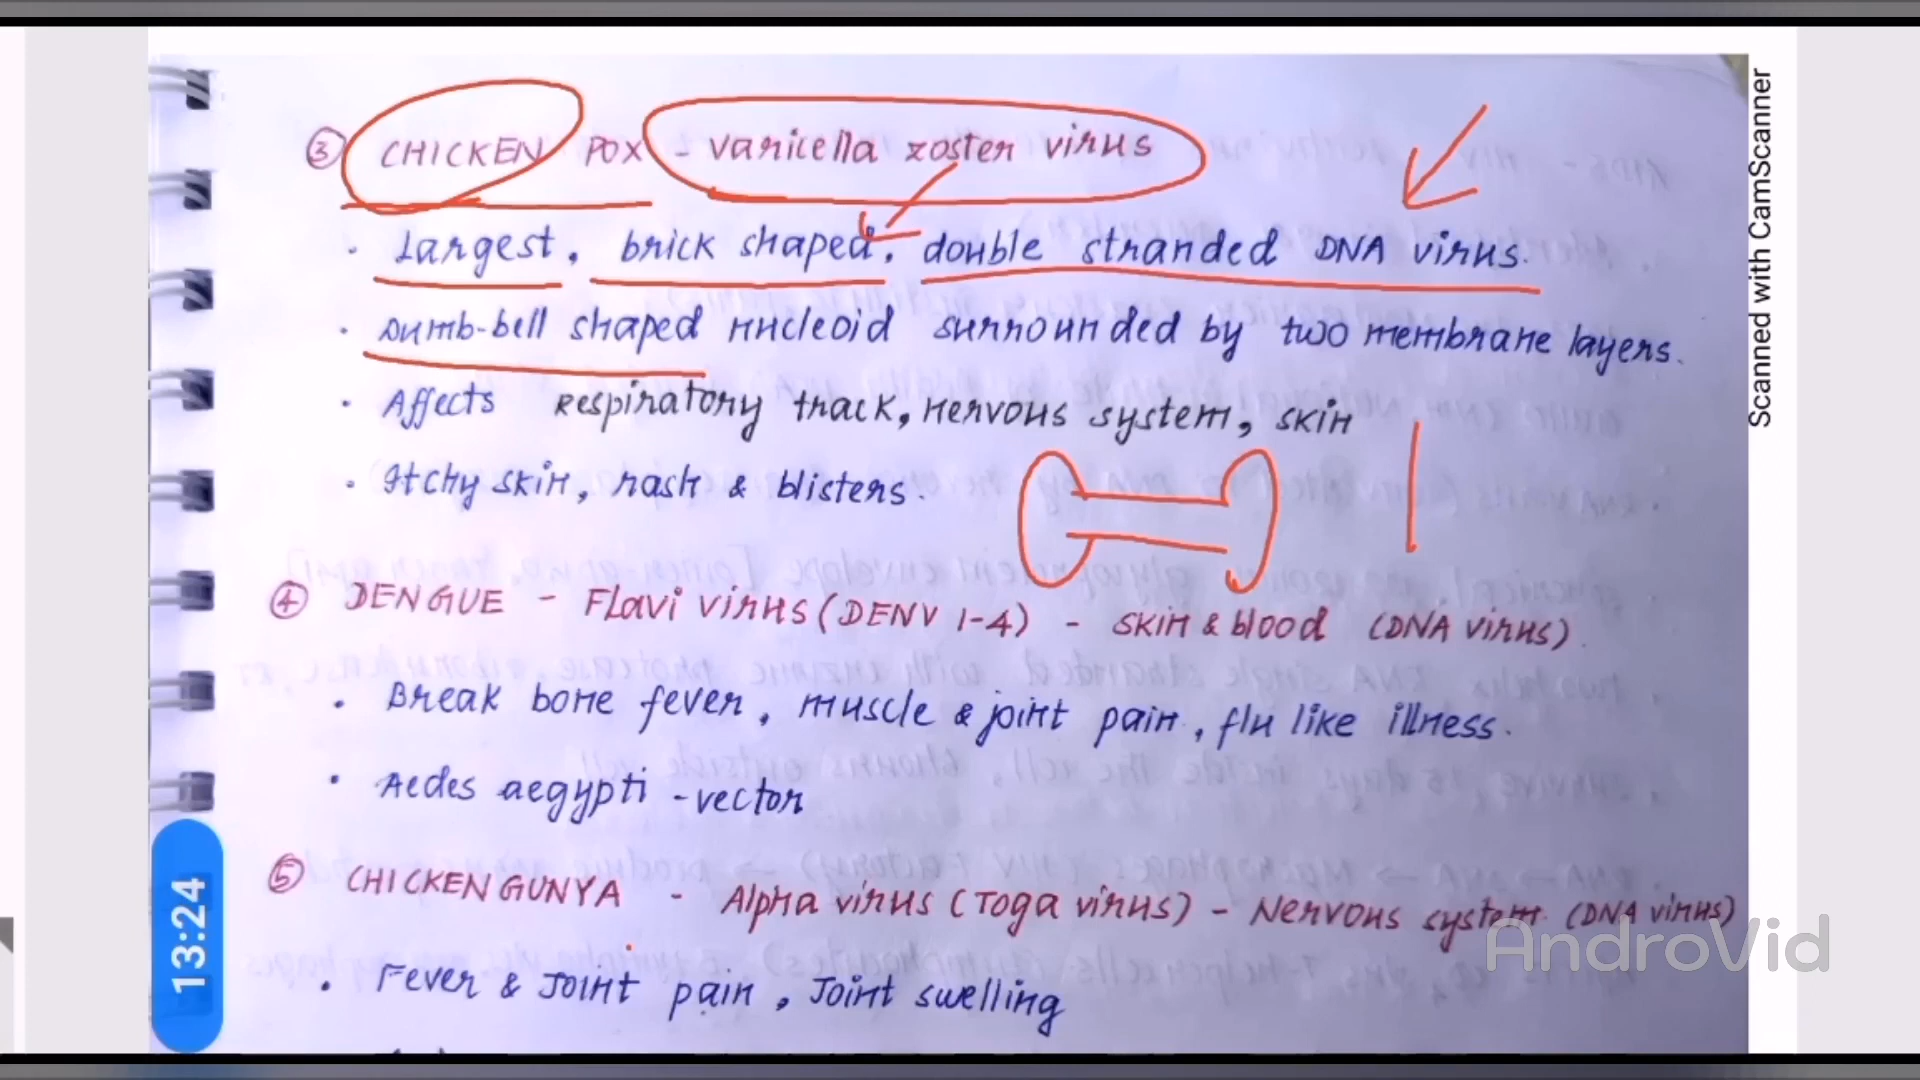 ③ CHICKEN POX - Varicella zoster virus
. Largest, brick shaped, double stranded DNA virus.
. Dumb-bell shaped nucleoid surrounded by two membrane layers.
. Affects Respiratory track, nervous system, skin
. Itchy skin, rash & blisters.
④ DENGUE - Flavi virus (DENV 1-4) - skin & blood (DNA virus)
. Break bone fever, muscle & joint pain, flu like illness.
. Aedes aegypti - vector
⑤ CHICKENGUNYA - Alpha virus (Toga virus) - Nervous system (DNA virus)
. Fever & Joint pain, Joint swelling
Scanned with CamScanner
13:24
AndroVid